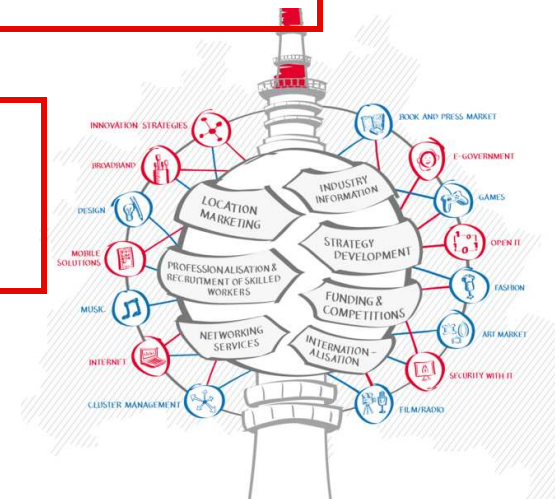 INNOVATION STRATEGIES
BROADBAND
DESIGN
MOBILE
SOLUTIONS
MUSIC
INTERNET
CLUSTER MANAGEMENT
LOCATION
MARKETING
PROFESSIONALISATION &
RECRUITMENT OF SKILLED
WORKERS
NETWORKING
SERVICES
INDUSTRY
INFORMATION
STRATEGY
DEVELOPMENT
FUNDING &
COMPETITIONS
INTERNATION-
ALISATION
BOOK AND PRESS MARKET
E-GOVERNMENT
GAMES
OPEN IT
FASHION
ART MARKET
SECURITY WITH IT
FILM/RADIO